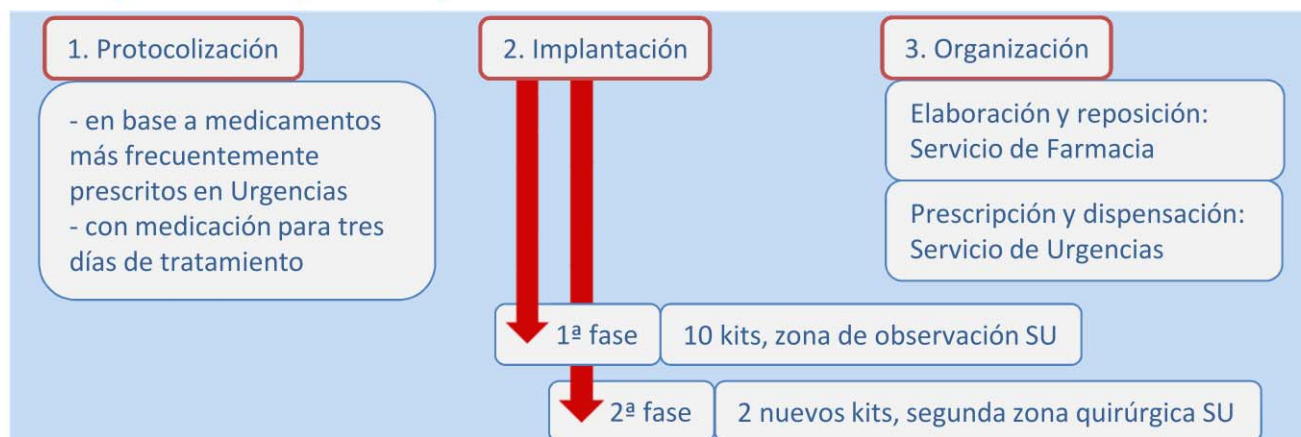 1. Protocolización
- en base a medicamentos
más frecuentemente
prescritos en Urgencias
- con medicación para tres
días de tratamiento
2. Implantación
1ª fase
10 kits, zona de observación SU
2ª fase
2 nuevos kits, segunda zona quirúrgica SU
3. Organización
Elaboración y reposición:
Servicio de Farmacia
Prescripción y dispensación:
Servicio de Urgencias